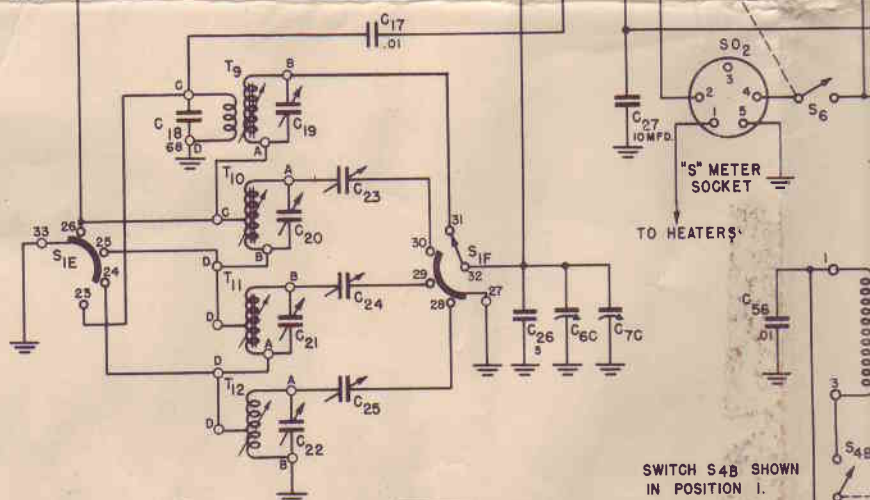 C17
.01
SO2
3
T9
B
C
2
4
S6
C
18
68
D
C19
1
5
C27
10MFD.
A
T10
A
C23
"S" METER
SOCKET
C
C20
31
TO HEATERS
33
26
25
S1E
24
23
B
30
S1F
32
29
27
28
D
T11
B
C24
1
C56
.01
D
C21
C26
5
C6C
C7C
A
D
T12
A
C25
3
D
C22
B
S4B
SWITCH S4B SHOWN
IN POSITION 1.